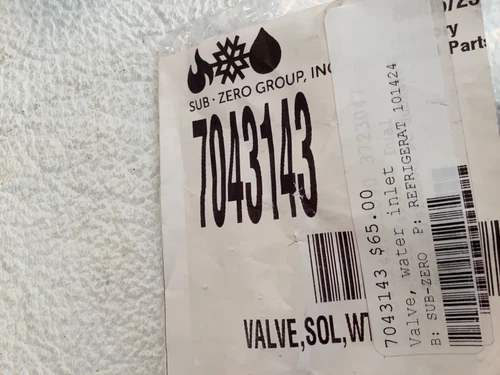 SUB-ZERO GROUP, INC
7043143
VALVE,SOL,WT
Parts
7043143 $65.00
Valve, water inlet
B: SUB-ZERO P: REFRIGERAT 101424